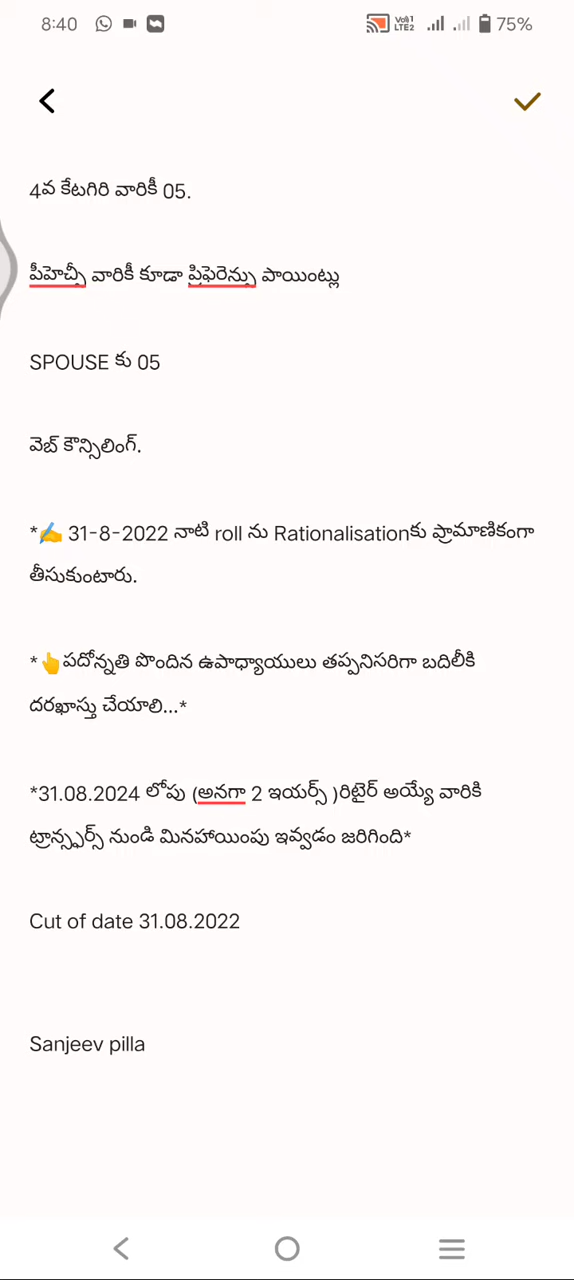 8:40 75%
4వ కేటగిరి వారికీ 05.
పీహెచ్సీ వారికీ కూడా ప్రిఫెరెన్సు పాయింట్లు
SPOUSE కు 05
వెబ్ కౌన్సిలింగ్.
*✍️ 31-8-2022 నాటి roll ను Rationalisationకు ప్రామాణికంగా
తీసుకుంటారు.
*👆పదోన్నతి పొందిన ఉపాధ్యాయులు తప్పనిసరిగా బదిలీకి
దరఖాస్తు చేయాలి...*
*31.08.2024 లోపు (అనగా 2 ఇయర్స్ )రిటైర్ అయ్యే వారికి
ట్రాన్స్ఫర్స్ నుండి మినహాయింపు ఇవ్వడం జరిగింది*
Cut of date 31.08.2022
Sanjeev pilla